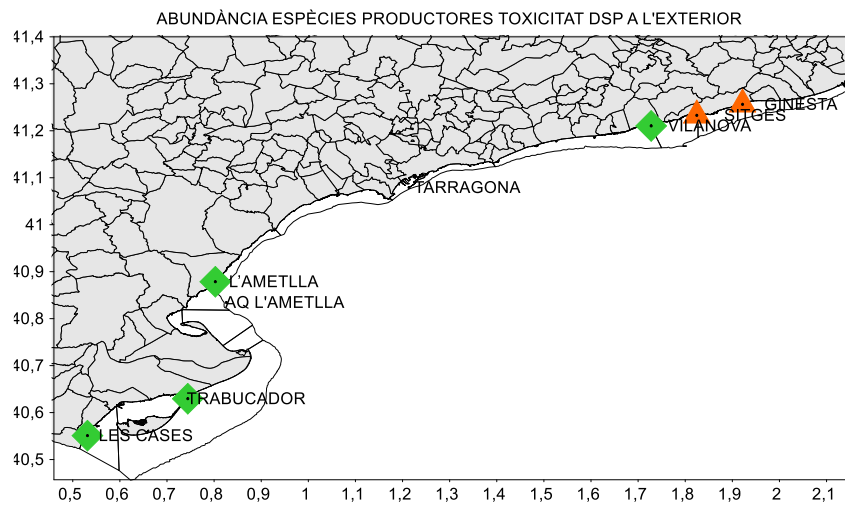 ABUNDÀNCIA ESPÈCIES PRODUCTORES TOXICITAT DSP A L'EXTERIOR
41,4
41,3
41,2
41,1
41
40,9
40,8
40,7
40,6
40,5
GINESTA
SITGES
VILANOVA
TARRAGONA
L'AMETLLA
AQ L'AMETLLA
TRABUCADOR
LES CASES
0,5 0,6 0,7 0,8 0,9 1 1,1 1,2 1,3 1,4 1,5 1,6 1,7 1,8 1,9 2 2,1